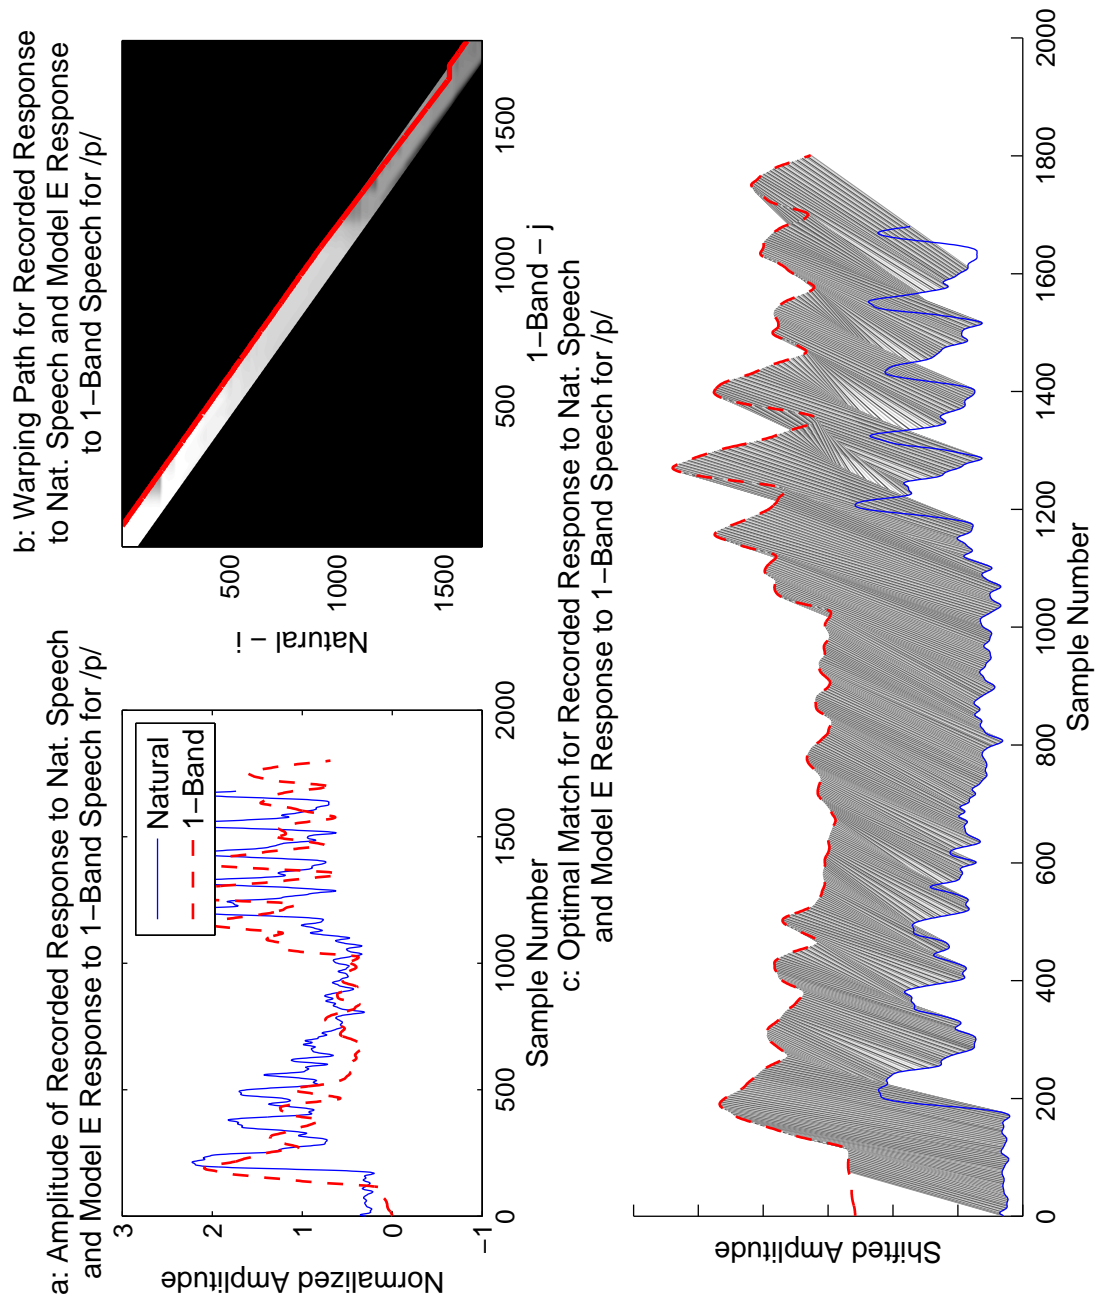 a: Amplitude of Recorded Response to Nat. Speech
and Model E Response to 1−Band Speech for /p/
Normalized Amplitude
3
2
1
0
−1
0
500
1000
1500
2000
Sample Number
Natural
1−Band
b: Warping Path for Recorded Response
to Nat. Speech and Model E Response
to 1−Band Speech for /p/
Natural − i
500
1000
1500
500
1000
1500
1−Band − j
c: Optimal Match for Recorded Response to Nat. Speech
and Model E Response to 1−Band Speech for /p/
Shifted Amplitude
0
200
400
600
800
1000
1200
1400
1600
1800
2000
Sample Number